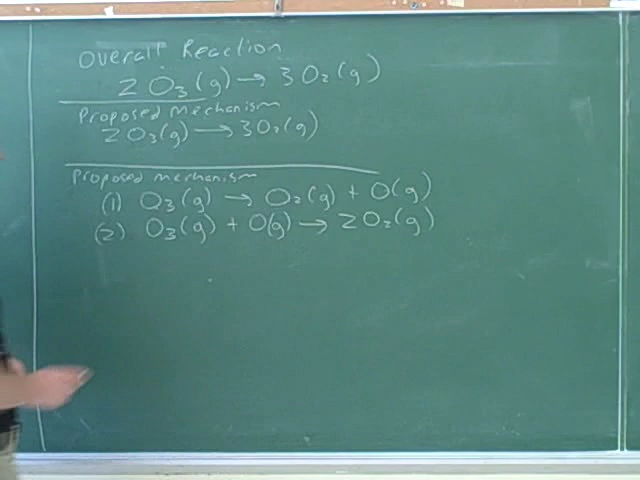 Overall Reaction
2 O₃(g) → 3 O₂(g)
Proposed Mechanism
2 O₃(g) → 3 O₂(g)
Proposed mechanism
(1) O₃(g) → O₂(g) + O(g)
(2) O₃(g) + O(g) → 2 O₂(g)